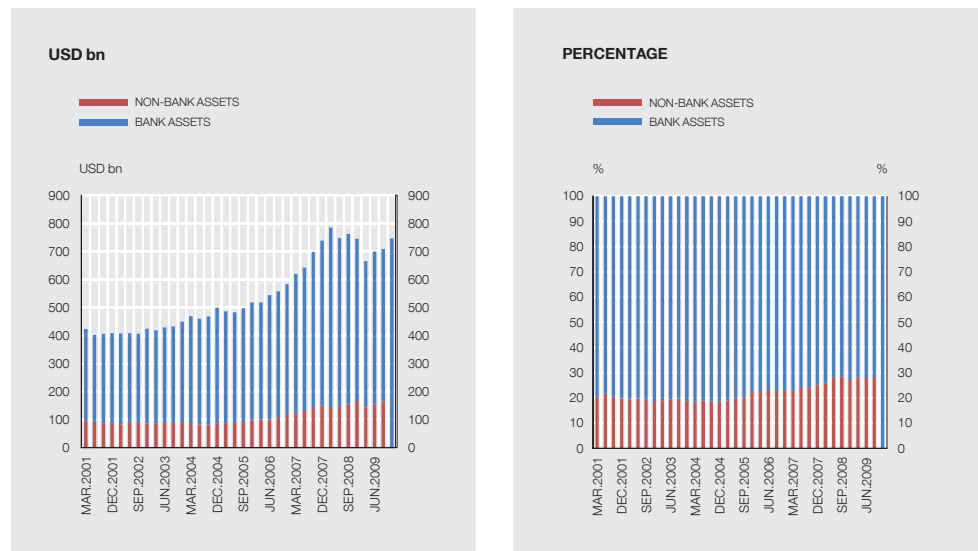 USD bn
NON-BANK ASSETS
BANK ASSETS
USD bn
900 900
800 800
700 700
600 600
500 500
400 400
300 300
200 200
100 100
0 0
MAR.2001 DEC.2001 SEP.2002 JUN.2003 MAR.2004 DEC.2004 SEP.2005 JUN.2006 MAR.2007 DEC.2007 SEP.2008 JUN.2009
PERCENTAGE
NON-BANK ASSETS
BANK ASSETS
% %
100 100
90 90
80 80
70 70
60 60
50 50
40 40
30 30
20 20
10 10
0 0
MAR.2001 DEC.2001 SEP.2002 JUN.2003 MAR.2004 DEC.2004 SEP.2005 JUN.2006 MAR.2007 DEC.2007 SEP.2008 JUN.2009